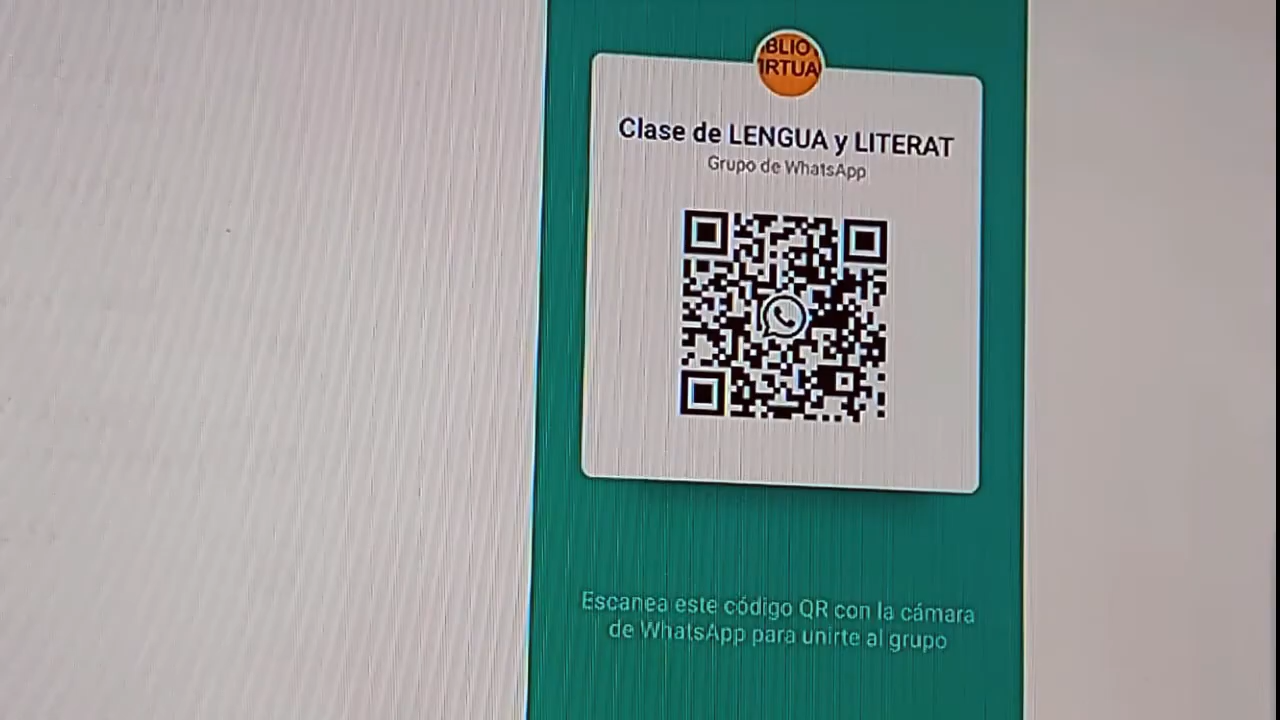 BLIO
IRTUA
Clase de LENGUA y LITERAT
Grupo de WhatsApp
Escanea este código QR con la cámara
de WhatsApp para unirte al grupo